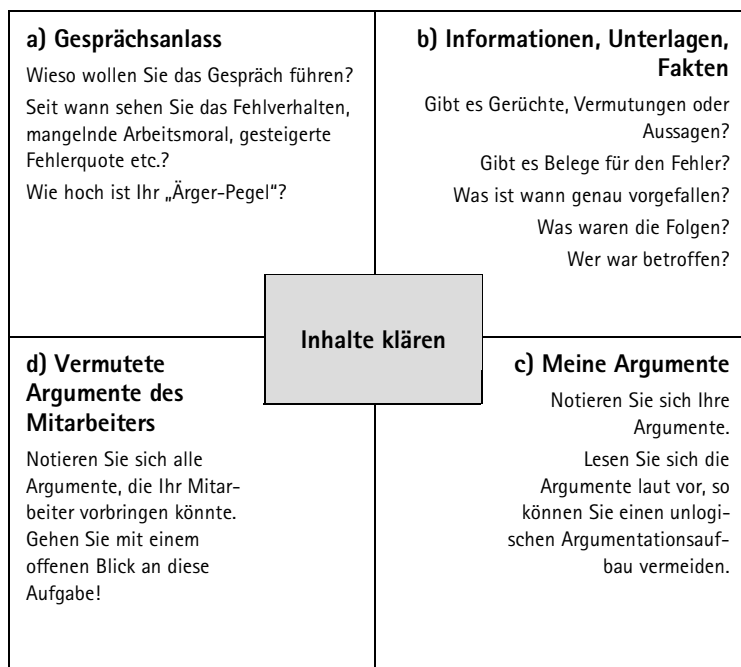 a) Gesprächsanlass
Wieso wollen Sie das Gespräch führen?
Seit wann sehen Sie das Fehlverhalten,
mangelnde Arbeitsmoral, gesteigerte
Fehlerquote etc.?
Wie hoch ist Ihr „Ärger-Pegel“?
b) Informationen, Unterlagen,
Fakten
Gibt es Gerüchte, Vermutungen oder
Aussagen?
Gibt es Belege für den Fehler?
Was ist wann genau vorgefallen?
Was waren die Folgen?
Wer war betroffen?
Inhalte klären
d) Vermutete
Argumente des
Mitarbeiters
Notieren Sie sich alle
Argumente, die Ihr Mitar-
beiter vorbringen könnte.
Gehen Sie mit einem
offenen Blick an diese
Aufgabe!
c) Meine Argumente
Notieren Sie sich Ihre
Argumente.
Lesen Sie sich die
Argumente laut vor, so
können Sie einen unlogi-
schen Argumentationsauf-
bau vermeiden.